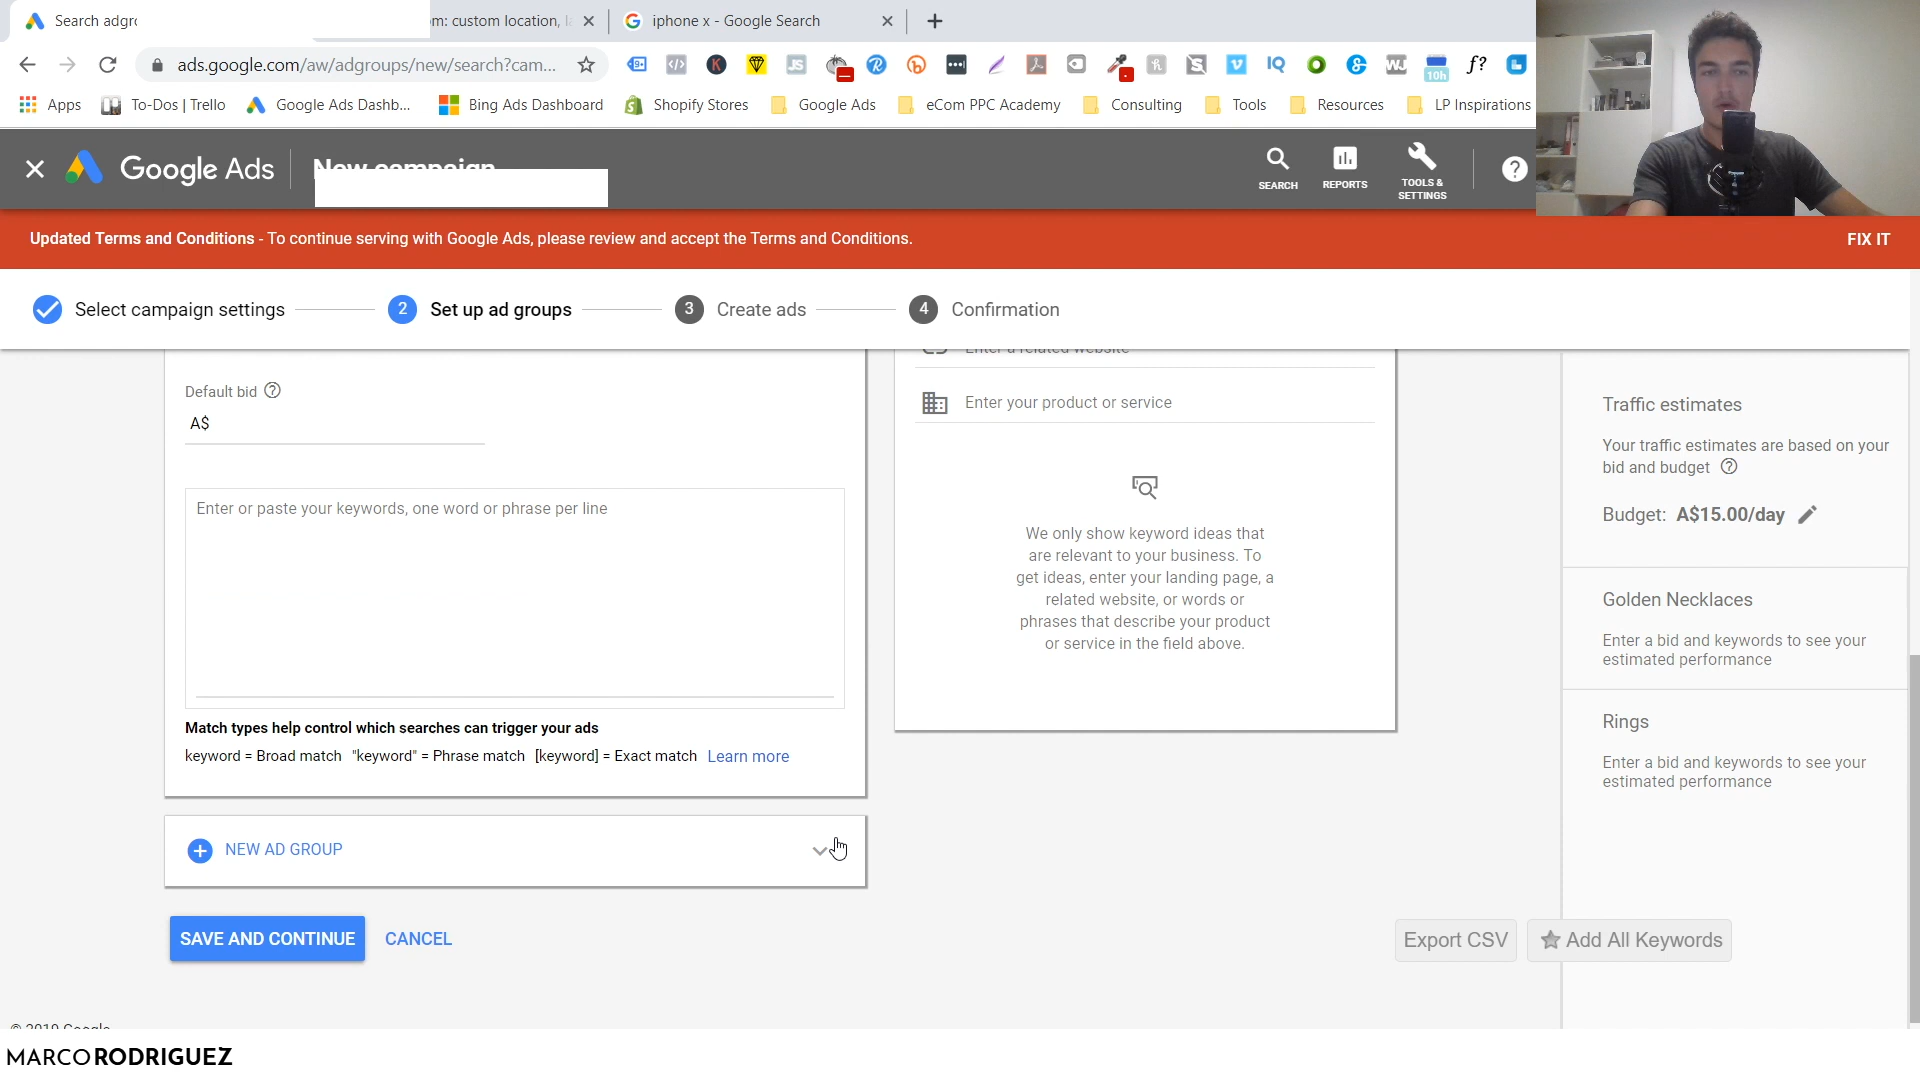 Search adgro
om: custom location, la
iphone x - Google Search
ads.google.com/aw/adgroups/new/search?cam...
Apps
To-Dos | Trello
Google Ads Dashb...
Bing Ads Dashboard
Shopify Stores
Google Ads
eCom PPC Academy
Consulting
Tools
Resources
LP Inspirations
Google Ads
New campaign
SEARCH
REPORTS
TOOLS &
SETTINGS
Updated Terms and Conditions - To continue serving with Google Ads, please review and accept the Terms and Conditions.
FIX IT
Select campaign settings
2 Set up ad groups
3 Create ads
4 Confirmation
Default bid
A$
Enter or paste your keywords, one word or phrase per line
Match types help control which searches can trigger your ads
keyword = Broad match "keyword" = Phrase match [keyword] = Exact match Learn more
NEW AD GROUP
SAVE AND CONTINUE
CANCEL
Enter a related website
Enter your product or service
We only show keyword ideas that
are relevant to your business. To
get ideas, enter your landing page, a
related website, or words or
phrases that describe your product
or service in the field above.
Traffic estimates
Your traffic estimates are based on your
bid and budget
Budget: A$15.00/day
Golden Necklaces
Enter a bid and keywords to see your
estimated performance
Rings
Enter a bid and keywords to see your
estimated performance
Export CSV
Add All Keywords
© 2019 Google
MARCO RODRIGUEZ